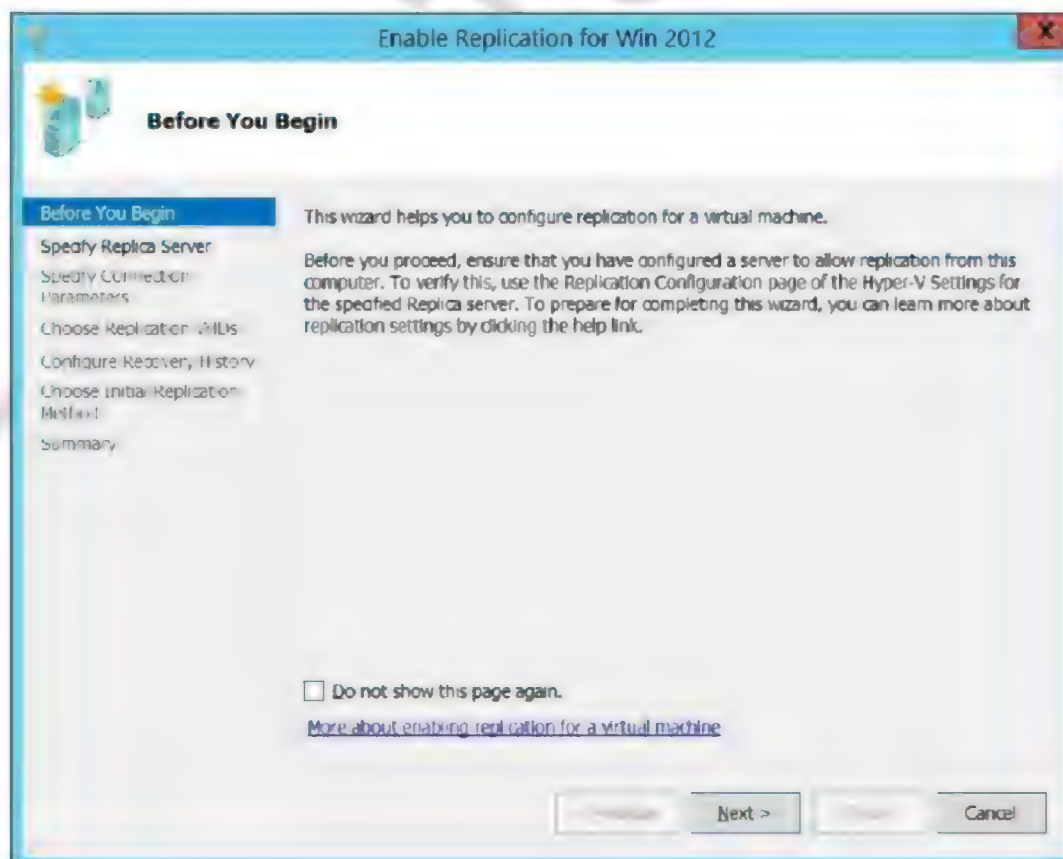 Enable Replication for Win 2012
Before You Begin
Before You Begin
Specify Replica Server
Specify Connection
Parameters
Choose Replication VHDs
Configure Recovery History
Choose Initial Replication
Method
Summary
This wizard helps you to configure replication for a virtual machine.
Before you proceed, ensure that you have configured a server to allow replication from this
computer. To verify this, use the Replication Configuration page of the Hyper-V Settings for
the specified Replica server. To prepare for completing this wizard, you can learn more about
replication settings by clicking the help link.
Do not show this page again.
More about enabling replication for a virtual machine
Next >
Cancel